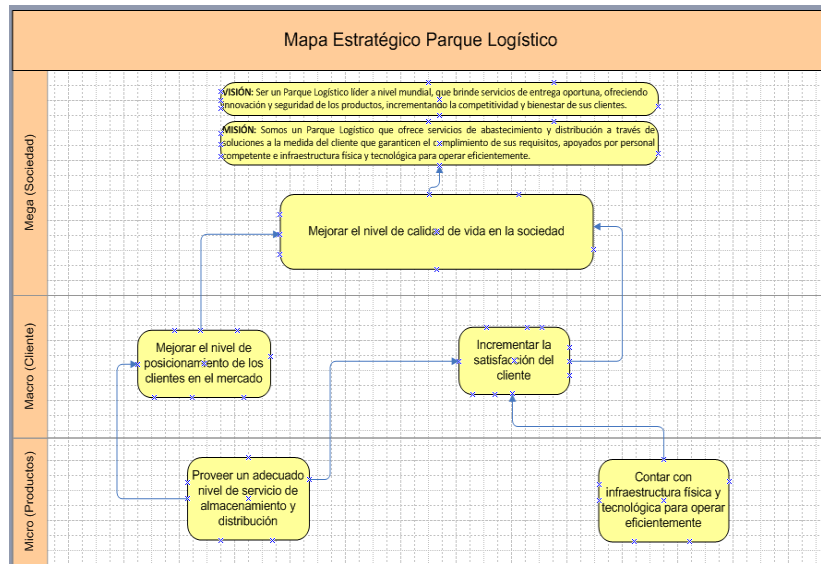 Mapa Estratégico Parque Logístico
Mega (Sociedad)
VISIÓN: Ser un Parque Logístico líder a nivel mundial, que brinde servicios de entrega oportuna, ofreciendo
innovación y seguridad de los productos, incrementando la competitividad y bienestar de sus clientes.
MISIÓN: Somos un Parque Logístico que ofrece servicios de abastecimiento y distribución a través de
soluciones a la medida del cliente que garanticen el cumplimiento de sus requisitos, apoyados por personal
competente e infraestructura física y tecnológica para operar eficientemente.
Mejorar el nivel de calidad de vida en la sociedad
Macro (Cliente)
Mejorar el nivel de
posicionamiento de los
clientes en el mercado
Incrementar la
satisfacción del
cliente
Micro (Productos)
Proveer un adecuado
nivel de servicio de
almacenamiento y
distribución
Contar con
infraestructura física y
tecnológica para operar
eficientemente